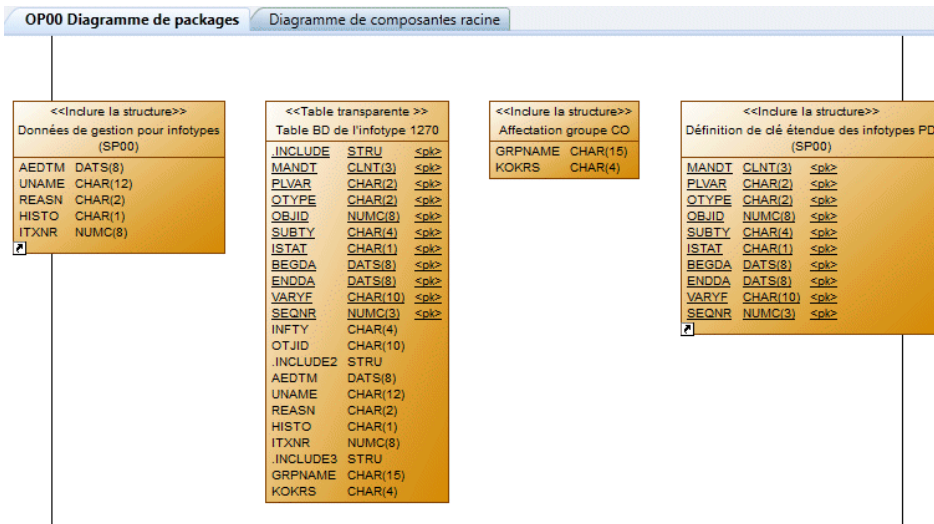 OP00 Diagramme de packages
Diagramme de composantes racine
<<Inclure la structure>>
Données de gestion pour infotypes
(SP00)
AEDTM DATS(8)
UNAME CHAR(12)
REASN CHAR(2)
HISTO CHAR(1)
ITXNR NUMC(8)
<<Table transparente >>
Table BD de l'infotype 1270
.INCLUDE STRU <pk>
MANDT CLNT(3) <pk>
PLVAR CHAR(2) <pk>
OTYPE CHAR(2) <pk>
OBJID NUMC(8) <pk>
SUBTY CHAR(4) <pk>
ISTAT CHAR(1) <pk>
BEGDA DATS(8) <pk>
ENDDA DATS(8) <pk>
VARYF CHAR(10) <pk>
SEQNR NUMC(3) <pk>
INFTY CHAR(4)
OTJID CHAR(10)
.INCLUDE2 STRU
AEDTM DATS(8)
UNAME CHAR(12)
REASN CHAR(2)
HISTO CHAR(1)
ITXNR NUMC(8)
.INCLUDE3 STRU
GRPNAME CHAR(15)
KOKRS CHAR(4)
<<Inclure la structure>>
Affectation groupe CO
GRPNAME CHAR(15)
KOKRS CHAR(4)
<<Inclure la structure>>
Définition de clé étendue des infotypes PD
(SP00)
MANDT CLNT(3) <pk>
PLVAR CHAR(2) <pk>
OTYPE CHAR(2) <pk>
OBJID NUMC(8) <pk>
SUBTY CHAR(4) <pk>
ISTAT CHAR(1) <pk>
BEGDA DATS(8) <pk>
ENDDA DATS(8) <pk>
VARYF CHAR(10) <pk>
SEQNR NUMC(3) <pk>